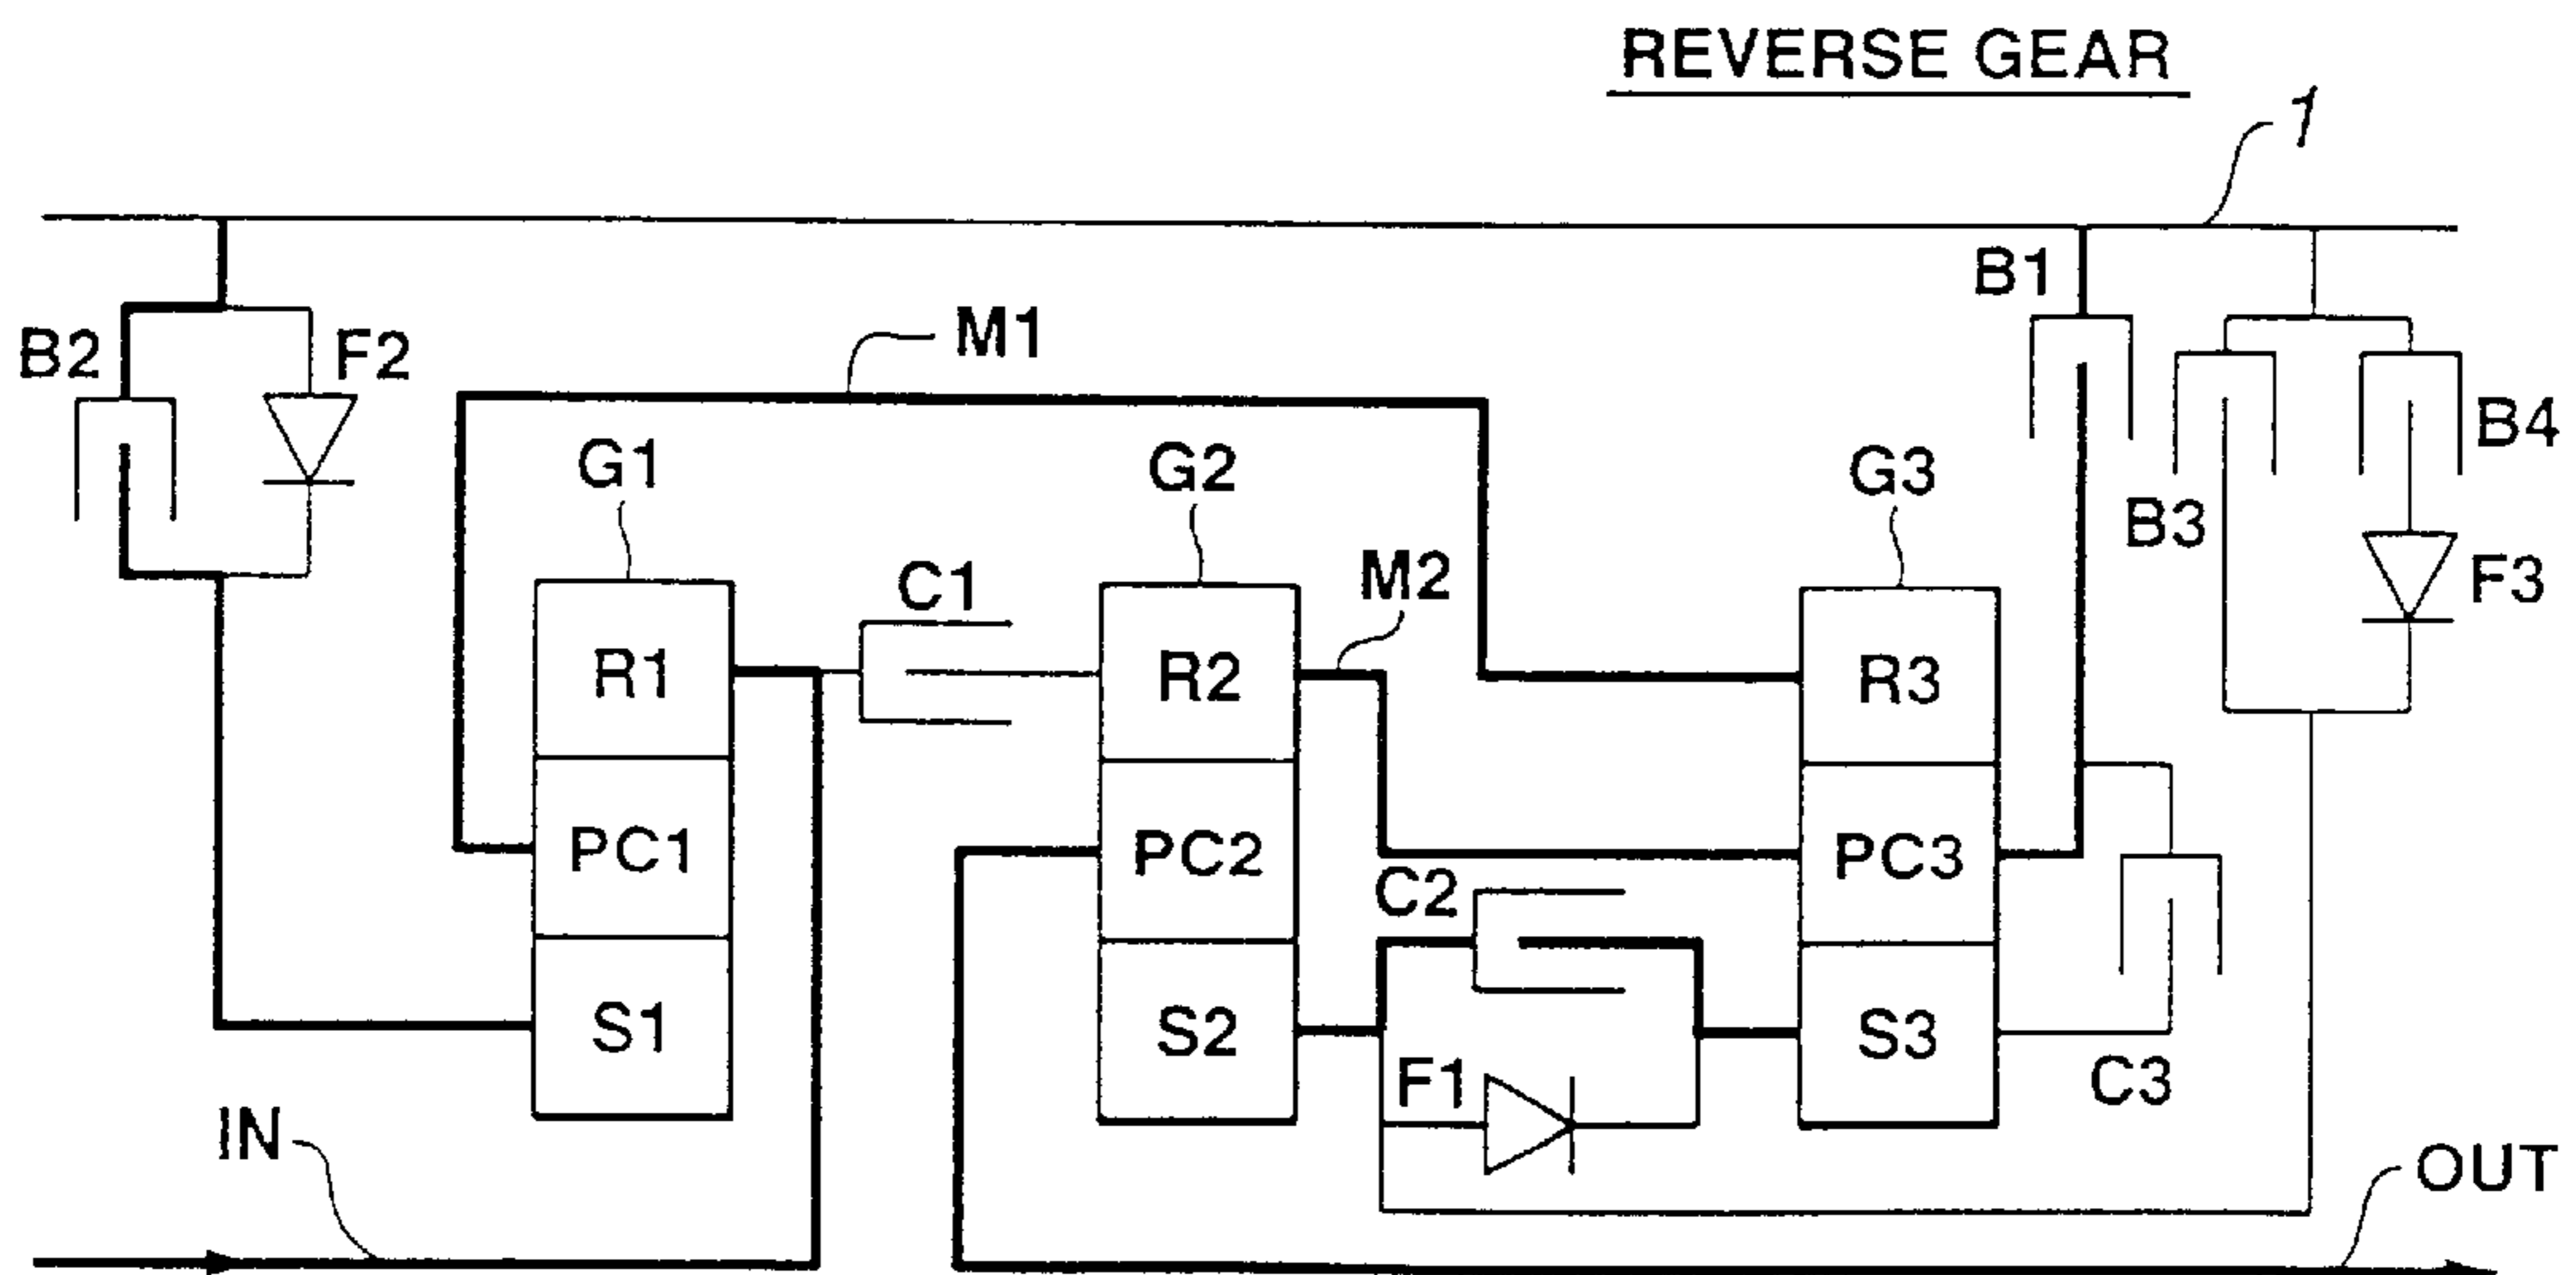 REVERSE GEAR
1
B1
B2
F2
M1
B4
G1
G2
G3
B3
C1
M2
F3
R1
R2
R3
PC1
PC2
PC3
C2
S1
S2
S3
F1
C3
IN
OUT